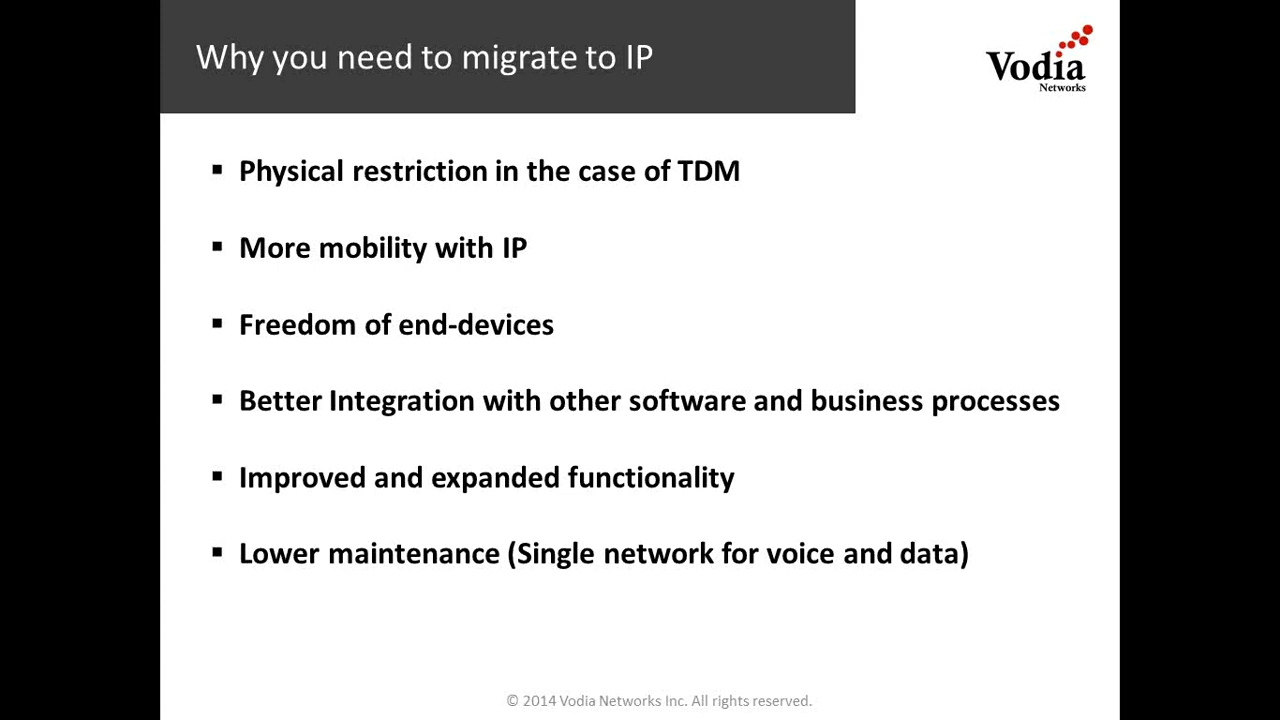 Why you need to migrate to IP
Vodia
Networks
▪ Physical restriction in the case of TDM
▪ More mobility with IP
▪ Freedom of end-devices
▪ Better Integration with other software and business processes
▪ Improved and expanded functionality
▪ Lower maintenance (Single network for voice and data)
© 2014 Vodia Networks Inc. All rights reserved.